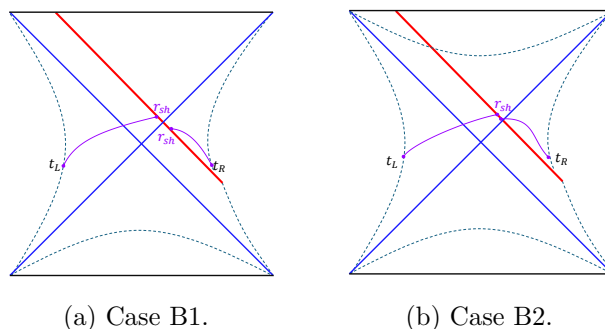 r_sh r_sh
r_sh
t_L t_R t_L t_R
(a) Case B1. (b) Case B2.